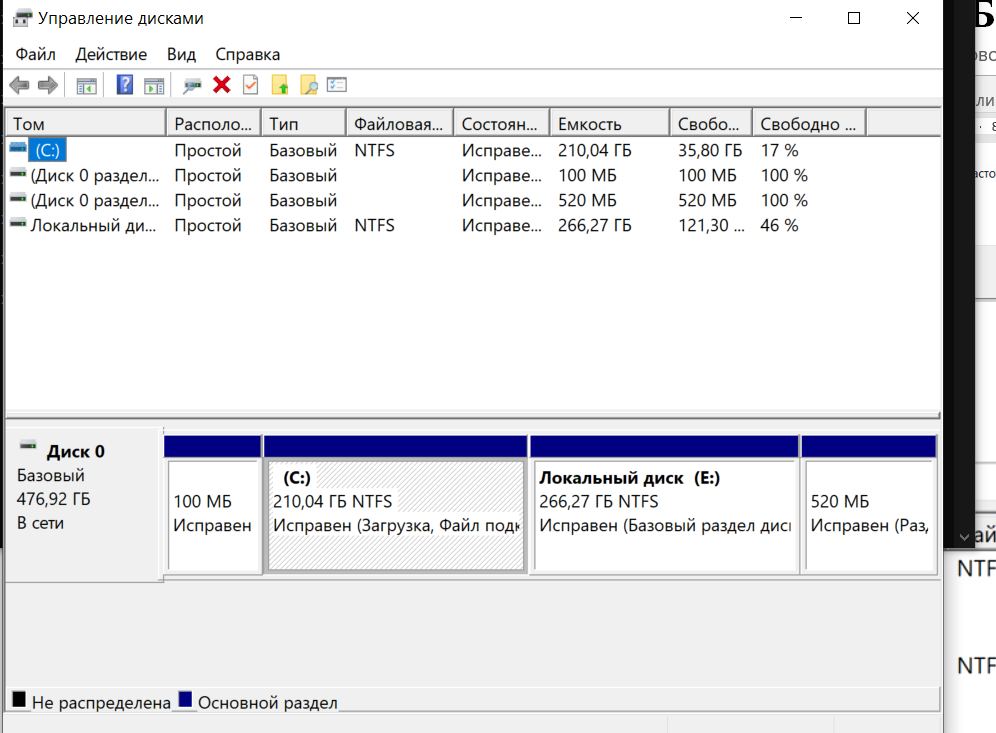 Управление дисками
Файл Действие Вид Справка
Том Располо... Тип Файловая... Состоян... Емкость Свобо... Свободно ...
(C:) Простой Базовый NTFS Исправе... 210,04 ГБ 35,80 ГБ 17 %
(Диск 0 раздел... Простой Базовый Исправе... 100 МБ 100 МБ 100 %
(Диск 0 раздел... Простой Базовый Исправе... 520 МБ 520 МБ 100 %
Локальный ди... Простой Базовый NTFS Исправе... 266,27 ГБ 121,30 ... 46 %
Диск 0
Базовый
476,92 ГБ
В сети
100 МБ
Исправен
(C:)
210,04 ГБ NTFS
Исправен (Загрузка, Файл подк
Локальный диск (E:)
266,27 ГБ NTFS
Исправен (Базовый раздел дис
520 МБ
Исправен (Раз
Не распределена Основной раздел
NTF
NTF